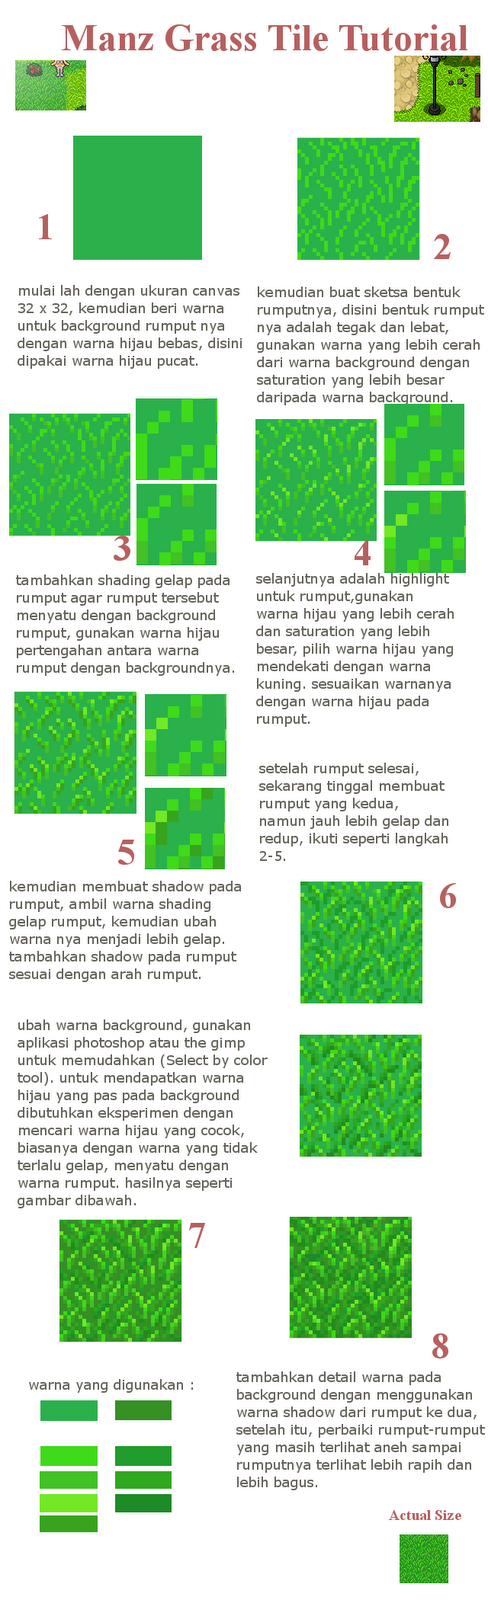 Manz Grass Tile Tutorial
1
2
mulai lah dengan ukuran canvas
32 x 32, kemudian beri warna
untuk background rumput nya
dengan warna hijau bebas, disini
dipakai warna hijau pucat.
kemudian buat sketsa bentuk
rumputnya, disini bentuk rumput
nya adalah tegak dan lebat,
gunakan warna yang lebih cerah
dari warna background dengan
saturation yang lebih besar
daripada warna background.
3
4
tambahkan shading gelap pada
rumput agar rumput tersebut
menyatu dengan background
rumput, gunakan warna hijau
pertengahan antara warna
rumput dengan backgroundnya.
selanjutnya adalah highlight
untuk rumput,gunakan
warna hijau yang lebih cerah
dan saturation yang lebih
besar, pilih warna hijau yang
mendekati dengan warna
kuning. sesuaikan warnanya
dengan warna hijau pada
rumput.
5
kemudian membuat shadow pada
rumput, ambil warna shading
gelap rumput, kemudian ubah
warna nya menjadi lebih gelap.
tambahkan shadow pada rumput
sesuai dengan arah rumput.
setelah rumput selesai,
sekarang tinggal membuat
rumput yang kedua,
namun jauh lebih gelap dan
redup, ikuti seperti langkah
2-5.
6
ubah warna background, gunakan
aplikasi photoshop atau the gimp
untuk memudahkan (Select by color
tool). untuk mendapatkan warna
hijau yang pas pada background
dibutuhkan eksperimen dengan
mencari warna hijau yang cocok,
biasanya dengan warna yang tidak
terlalu gelap, menyatu dengan
warna rumput. hasilnya seperti
gambar dibawah.
7
8
warna yang digunakan :
tambahkan detail warna pada
background dengan menggunakan
warna shadow dari rumput ke dua,
setelah itu, perbaiki rumput-rumput
yang masih terlihat aneh sampai
rumputnya terlihat lebih rapih dan
lebih bagus.
Actual Size